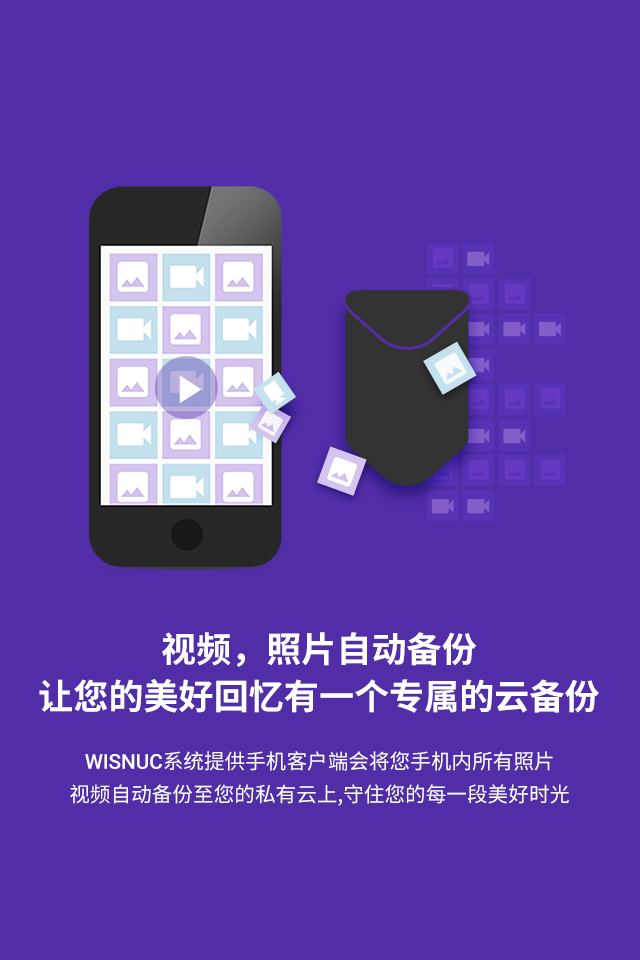 视频，照片自动备份
让您的美好回忆有一个专属的云备份
WISNUC系统提供手机客户端会将您手机内所有照片
视频自动备份至您的私有云上,守住您的每一段美好时光